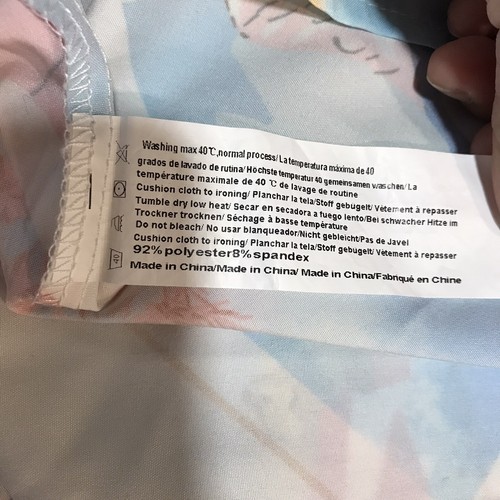 Washing max 40℃,normal process/ La temperatura máxima de 40
grados de lavado de rutina/ Höchste temperatur 40 gemeinsamen waschen/ La
température maximale de 40 ℃ de lavage de routine
Cushion cloth to ironing/ Planchar la tela/Stoff gebügelt/ Vêtement à repasser
Tumble dry low heat/ Secar en secadora a fuego lento/Bei schwacher Hitze im
Trockner trocknen/ Séchage à basse température
Do not bleach/ No usar blanqueador/Nicht gebleicht/Pas de Javel
Cushion cloth to ironing/ Planchar la tela/Stoff gebügelt/ Vêtement à repasser
92%polyester8%spandex
Made in China/Made in China/ Made in China/Fabriqué en Chine
40